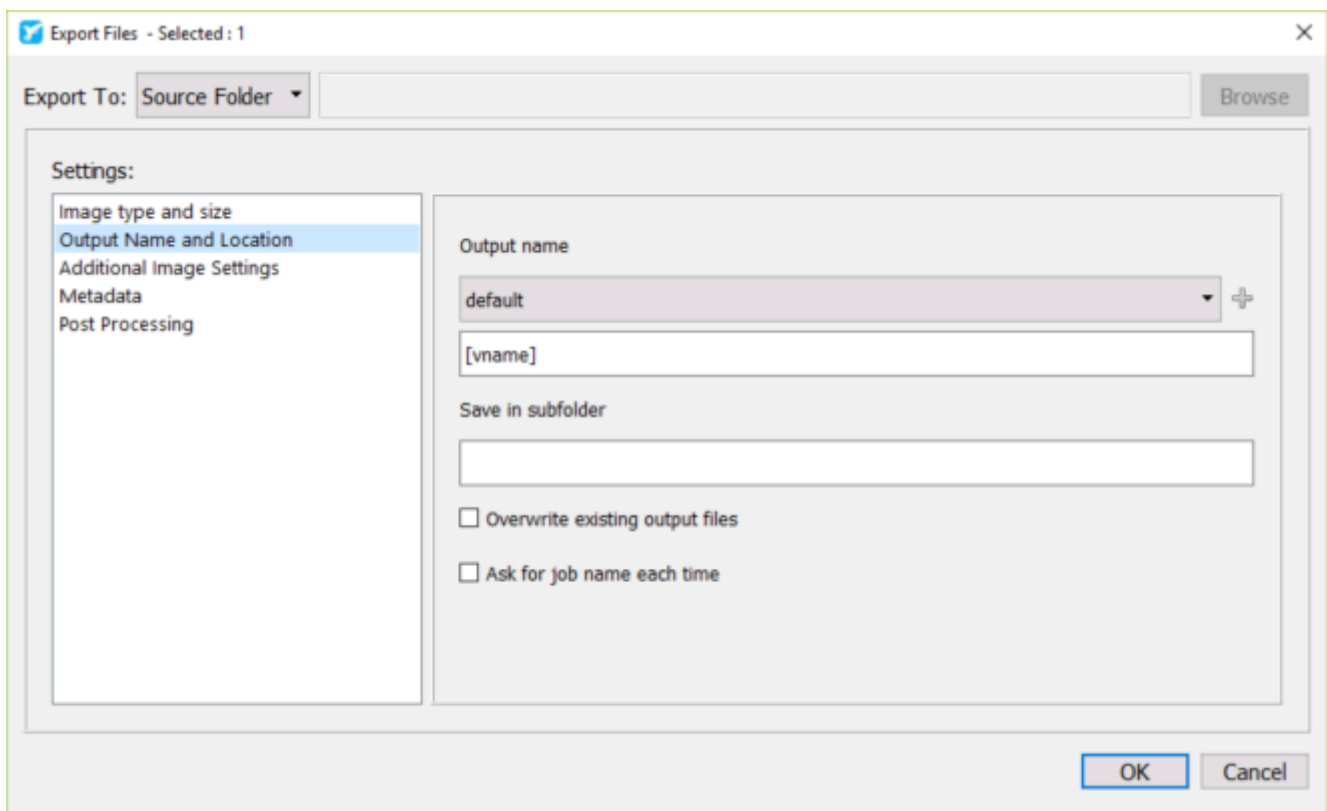 Export Files - Selected : 1
Export To: Source Folder Browse
Settings:
Image type and size
Output Name and Location
Additional Image Settings
Metadata
Post Processing
Output name
default
[vname]
Save in subfolder
Overwrite existing output files
Ask for job name each time
OK Cancel